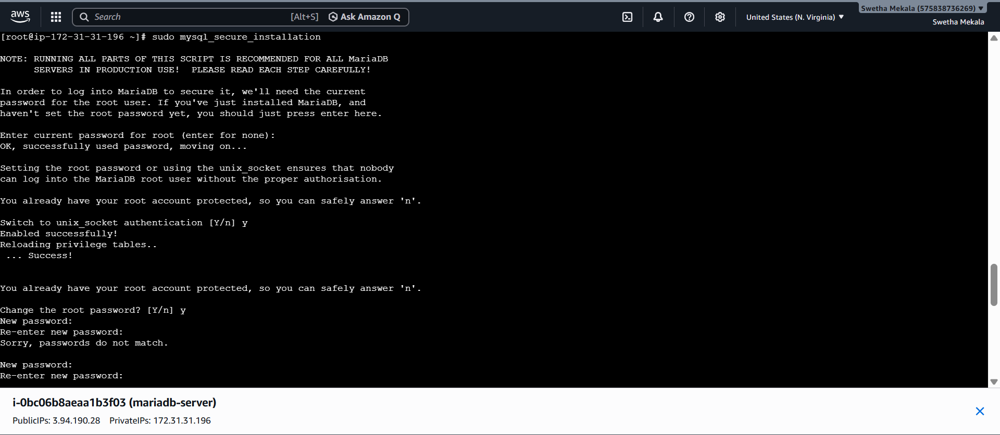 aws
Search [Alt+S] Ask Amazon Q
United States (N. Virginia) ▼
Swetha Mekala (575838736269) ▼
Swetha Mekala
[root@ip-172-31-31-196 ~]# sudo mysql_secure_installation
NOTE: RUNNING ALL PARTS OF THIS SCRIPT IS RECOMMENDED FOR ALL MariaDB
SERVERS IN PRODUCTION USE!  PLEASE READ EACH STEP CAREFULLY!
In order to log into MariaDB to secure it, we'll need the current
password for the root user. If you've just installed MariaDB, and
haven't set the root password yet, you should just press enter here.
Enter current password for root (enter for none):
OK, successfully used password, moving on...
Setting the root password or using the unix_socket ensures that nobody
can log into the MariaDB root user without the proper authorisation.
You already have your root account protected, so you can safely answer 'n'.
Switch to unix_socket authentication [Y/n] y
Enabled successfully!
Reloading privilege tables..
... Success!
You already have your root account protected, so you can safely answer 'n'.
Change the root password? [Y/n] y
New password:
Re-enter new password:
Sorry, passwords do not match.
New password:
Re-enter new password:
i-0bc06b8aeaa1b3f03 (mariadb-server)
PublicIPs: 3.94.190.28 PrivateIPs: 172.31.31.196